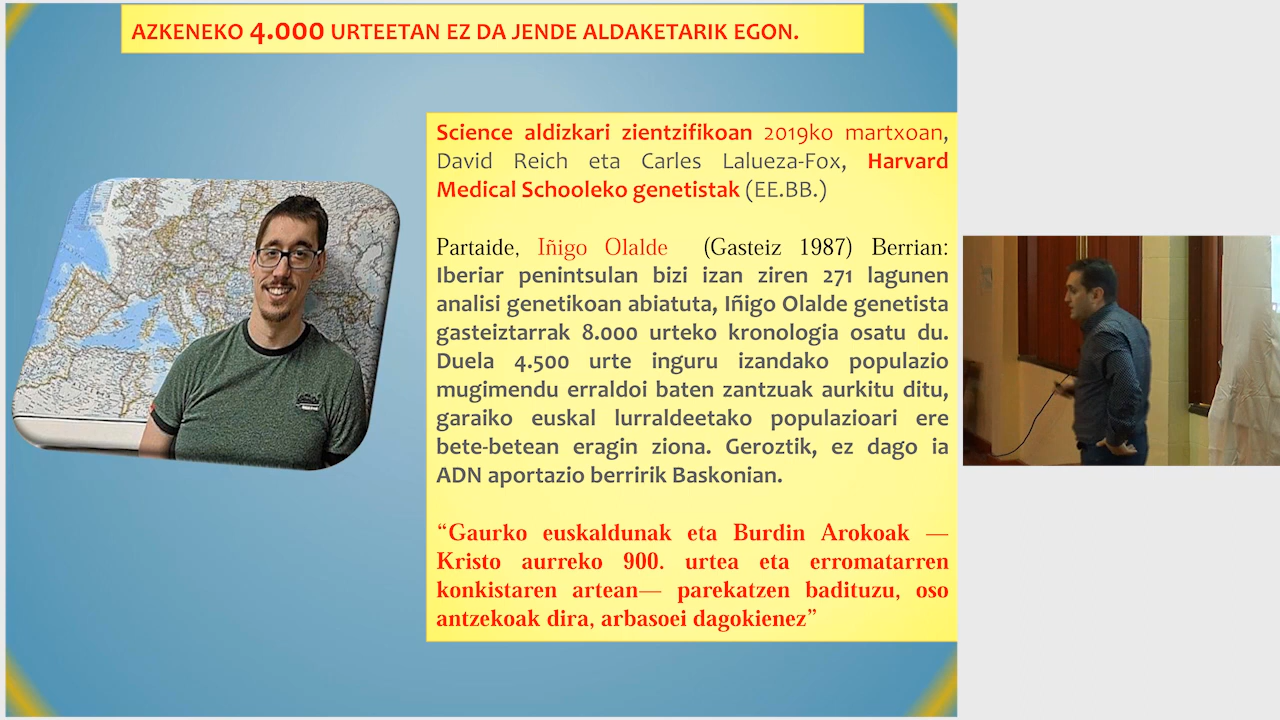 AZKENEKO 4.000 URTEETAN EZ DA JENDE ALDAKETARIK EGON.
Science aldizkari zientzifikoan 2019ko martxoan,
David Reich eta Carles Lalueza-Fox, Harvard
Medical Schooleko genetistak (EE.BB.)
Partaide, Iñigo Olalde (Gasteiz 1987) Berrian:
Iberiar penintsulan bizi izan ziren 271 lagunen
analisi genetikoan abiatuta, Iñigo Olalde genetista
gasteiztarrak 8.000 urteko kronologia osatu du.
Duela 4.500 urte inguru izandako populazio
mugimendu erraldoi baten zantzuak aurkitu ditu,
garaiko euskal lurraldeetako populazioari ere
bete-betean eragin ziona. Geroztik, ez dago ia
ADN aportazio berririk Baskonian.
“Gaurko euskaldunak eta Burdin Arokoak —
Kristo aurreko 900. urtea eta erromatarren
konkistaren artean— parekatzen badituzu, oso
antzekoak dira, arbasoei dagokienez”